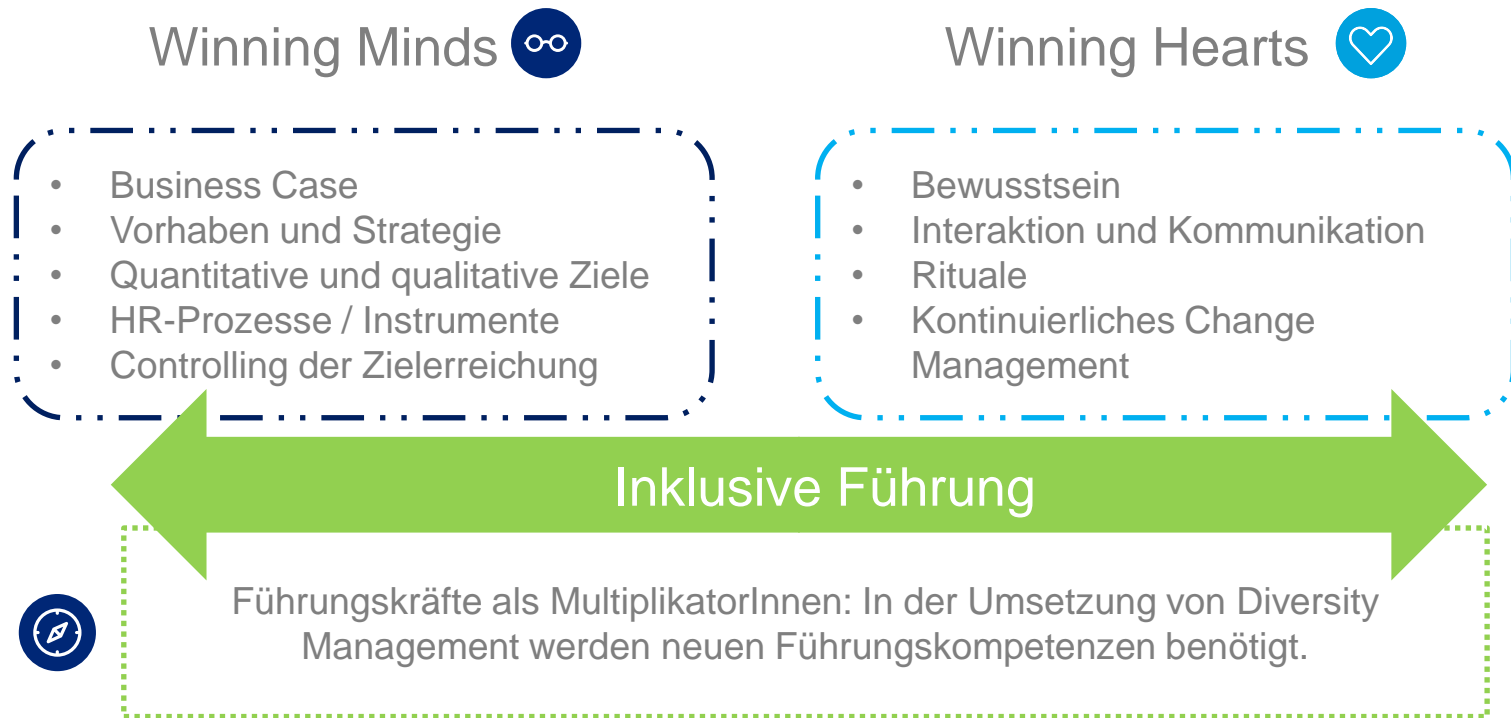 Winning Minds
Winning Hearts
• Business Case
• Vorhaben und Strategie
• Quantitative und qualitative Ziele
• HR-Prozesse / Instrumente
• Controlling der Zielerreichung
• Bewusstsein
• Interaktion und Kommunikation
• Rituale
• Kontinuierliches Change
Management
Inklusive Führung
Führungskräfte als MultiplikatorInnen: In der Umsetzung von Diversity
Management werden neuen Führungskompetenzen benötigt.